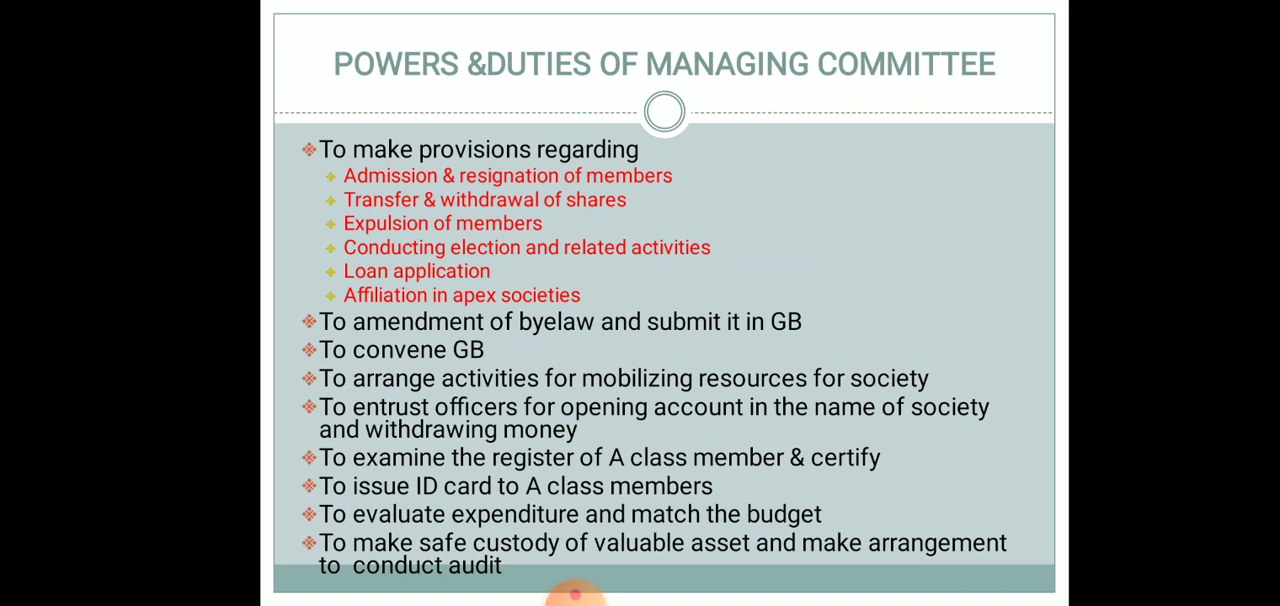 POWERS &DUTIES OF MANAGING COMMITTEE
To make provisions regarding
Admission & resignation of members
Transfer & withdrawal of shares
Expulsion of members
Conducting election and related activities
Loan application
Affiliation in apex societies
To amendment of byelaw and submit it in GB
To convene GB
To arrange activities for mobilizing resources for society
To entrust officers for opening account in the name of society
and withdrawing money
To examine the register of A class member & certify
To issue ID card to A class members
To evaluate expenditure and match the budget
To make safe custody of valuable asset and make arrangement
to  conduct audit